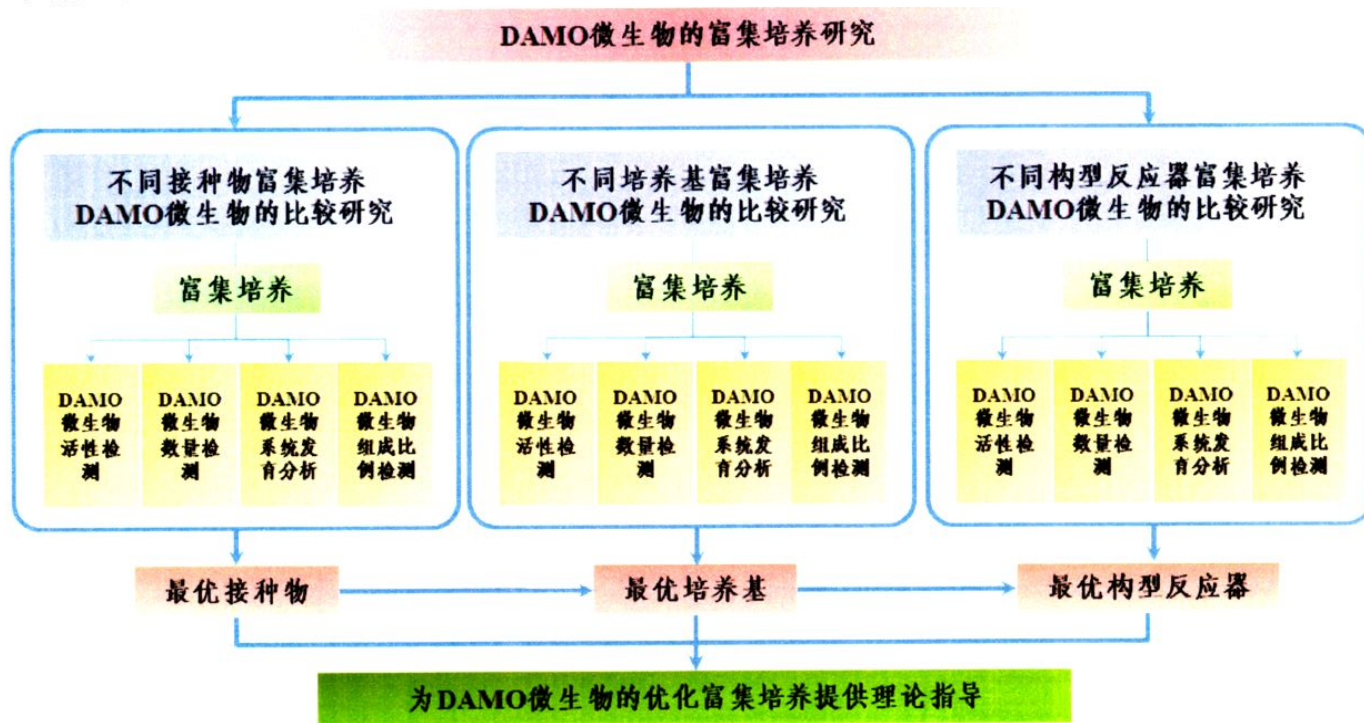 DAMO微生物的富集培养研究
不同接种物富集培养
DAMO微生物的比较研究
富集培养
DAMO
微生物
活性检
测
DAMO
微生物
数量检
测
DAMO
微生物
系统发
育分析
DAMO
微生物
组成比
例检测
不同培养基富集培养
DAMO微生物的比较研究
富集培养
DAMO
微生物
活性检
测
DAMO
微生物
数量检
测
DAMO
微生物
系统发
育分析
DAMO
微生物
组成比
例检测
不同构型反应器富集培养
DAMO微生物的比较研究
富集培养
DAMO
微生物
活性检
测
DAMO
微生物
数量检
测
DAMO
微生物
系统发
育分析
DAMO
微生物
组成比
例检测
最优接种物
最优培养基
最优构型反应器
为DAMO微生物的优化富集培养提供理论指导